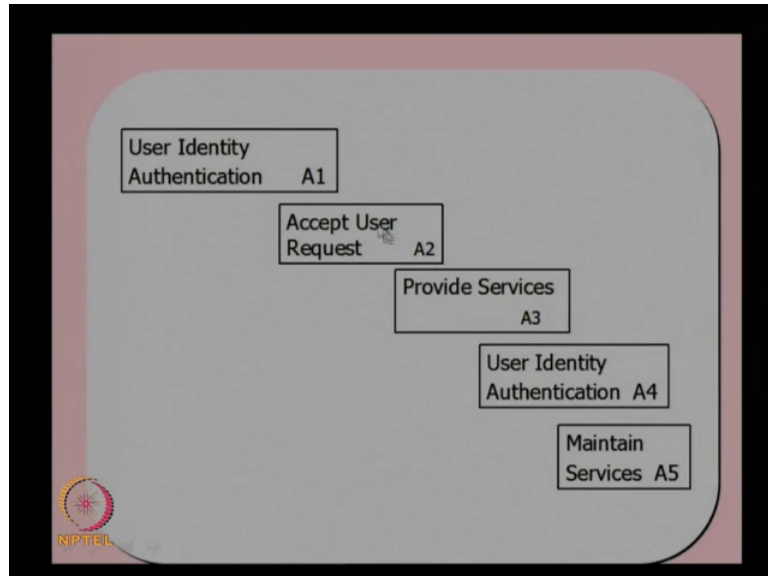 User Identity
Authentication A1
Accept User
Request A2
Provide Services
A3
User Identity
Authentication A4
Maintain
Services A5
NPTEL